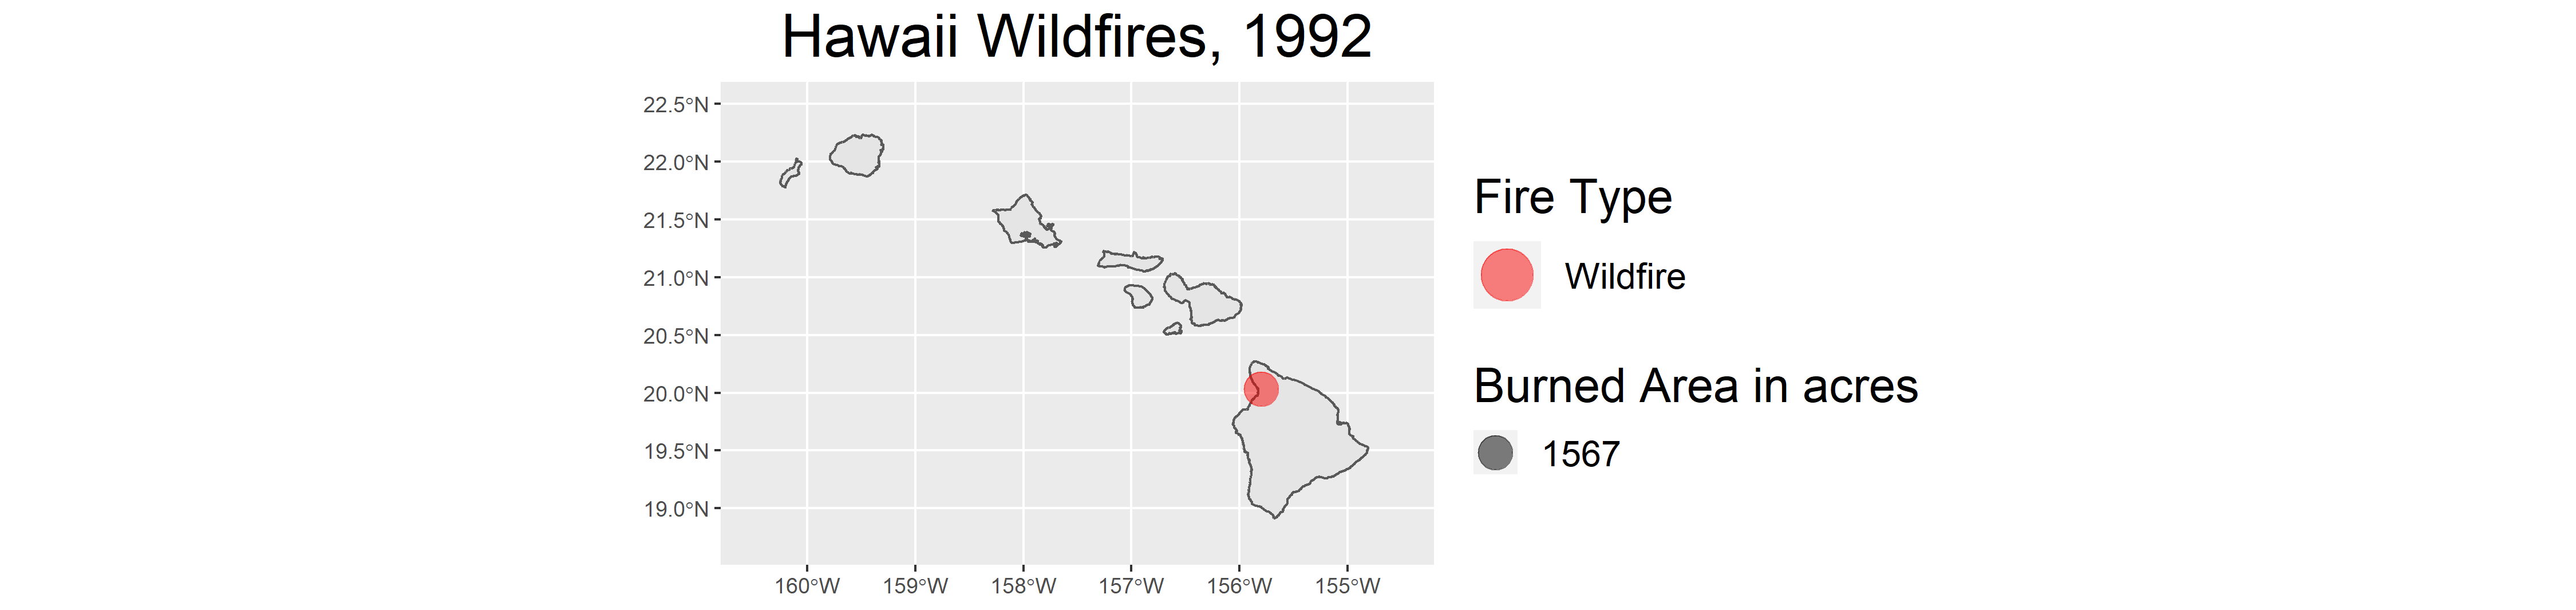 Hawaii Wildfires, 1992
22.5°N
22.0°N
21.5°N
21.0°N
20.5°N
20.0°N
19.5°N
19.0°N
160°W 159°W 158°W 157°W 156°W 155°W
Fire Type
Wildfire
Burned Area in acres
1567